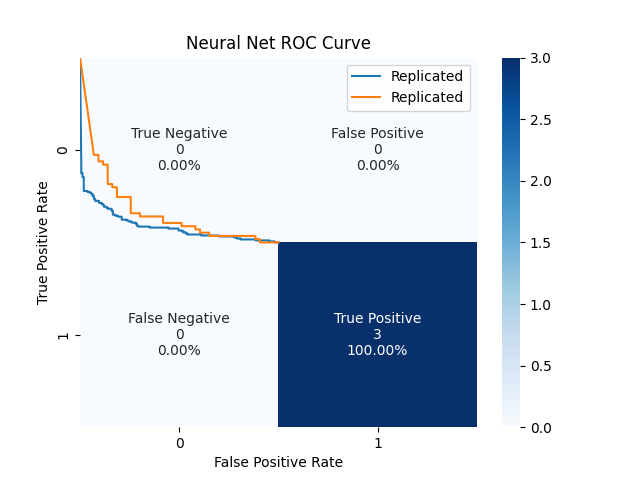 Neural Net ROC Curve
Replicated
Replicated
True Negative
0
0.00%
False Positive
0
0.00%
False Negative
0
0.00%
True Positive
3
100.00%
0
1
True Positive Rate
0
1
False Positive Rate
3.0
2.5
2.0
1.5
1.0
0.5
0.0